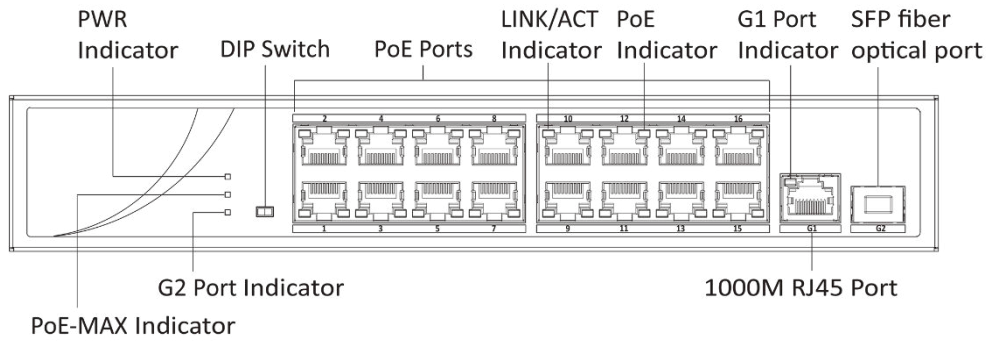 PWR
Indicator
DIP Switch
PoE Ports
LINK/ACT
Indicator
PoE
Indicator
G1 Port
Indicator
SFP fiber
optical port
2 4 6 8 10 12 14 16
1 3 5 7 9 11 13 15 G1 G2
G2 Port Indicator
1000M RJ45 Port
PoE-MAX Indicator